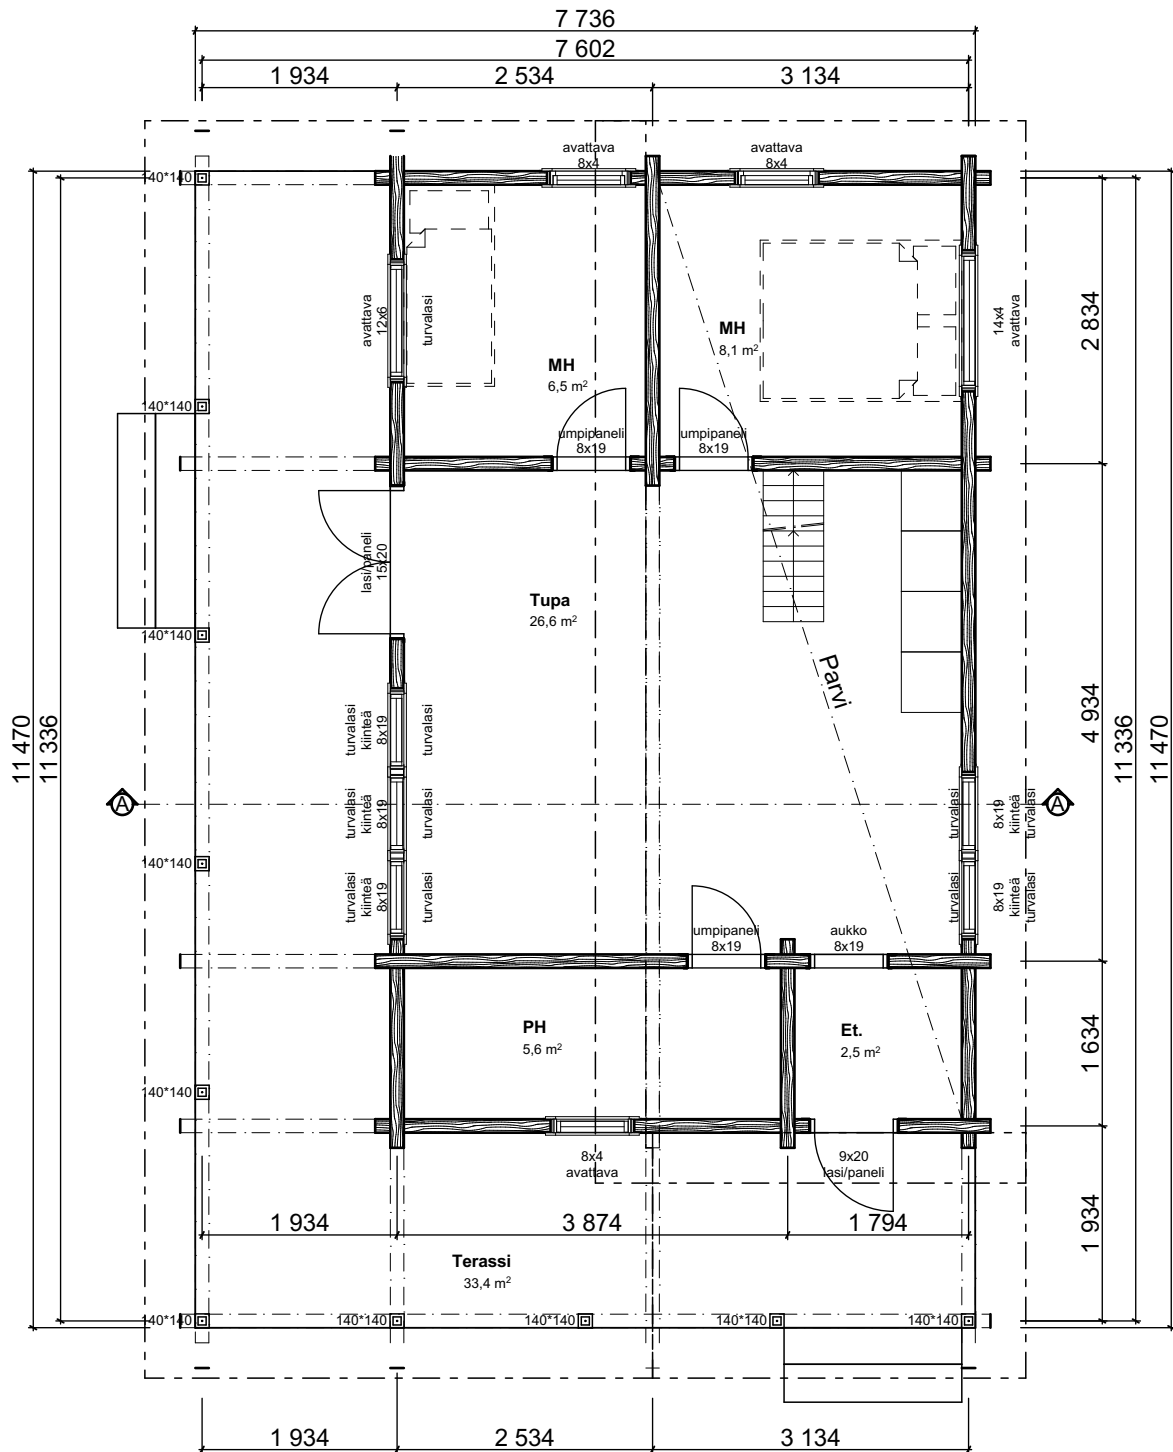 7 736
7 602
1 934
2 534
3 134
avattava
8x4
avattava
8x4
140*140
11 470
11 336
avattava
12x6
turvalasi
MH
6,5 m²
MH
8,1 m²
14x4
avattava
2 834
140*140
umpipaneli
8x19
umpipaneli
8x19
lasi/paneli
15x20
Tupa
26,6 m²
140*140
Parvi
turvalasi
kiinteä
8x19
turvalasi
4 934
11 336
11 470
A
turvalasi
kiinteä
8x19
turvalasi
turvalasi
8x19
kiinteä
turvalasi
A
140*140
turvalasi
kiinteä
8x19
turvalasi
turvalasi
8x19
kiinteä
turvalasi
umpipaneli
8x19
aukko
8x19
PH
5,6 m²
Et.
2,5 m²
1 634
140*140
8x4
avattava
9x20
lasi/paneli
1 934
3 874
1 794
1 934
Terassi
33,4 m²
140*140
140*140
140*140
140*140
140*140
1 934
2 534
3 134